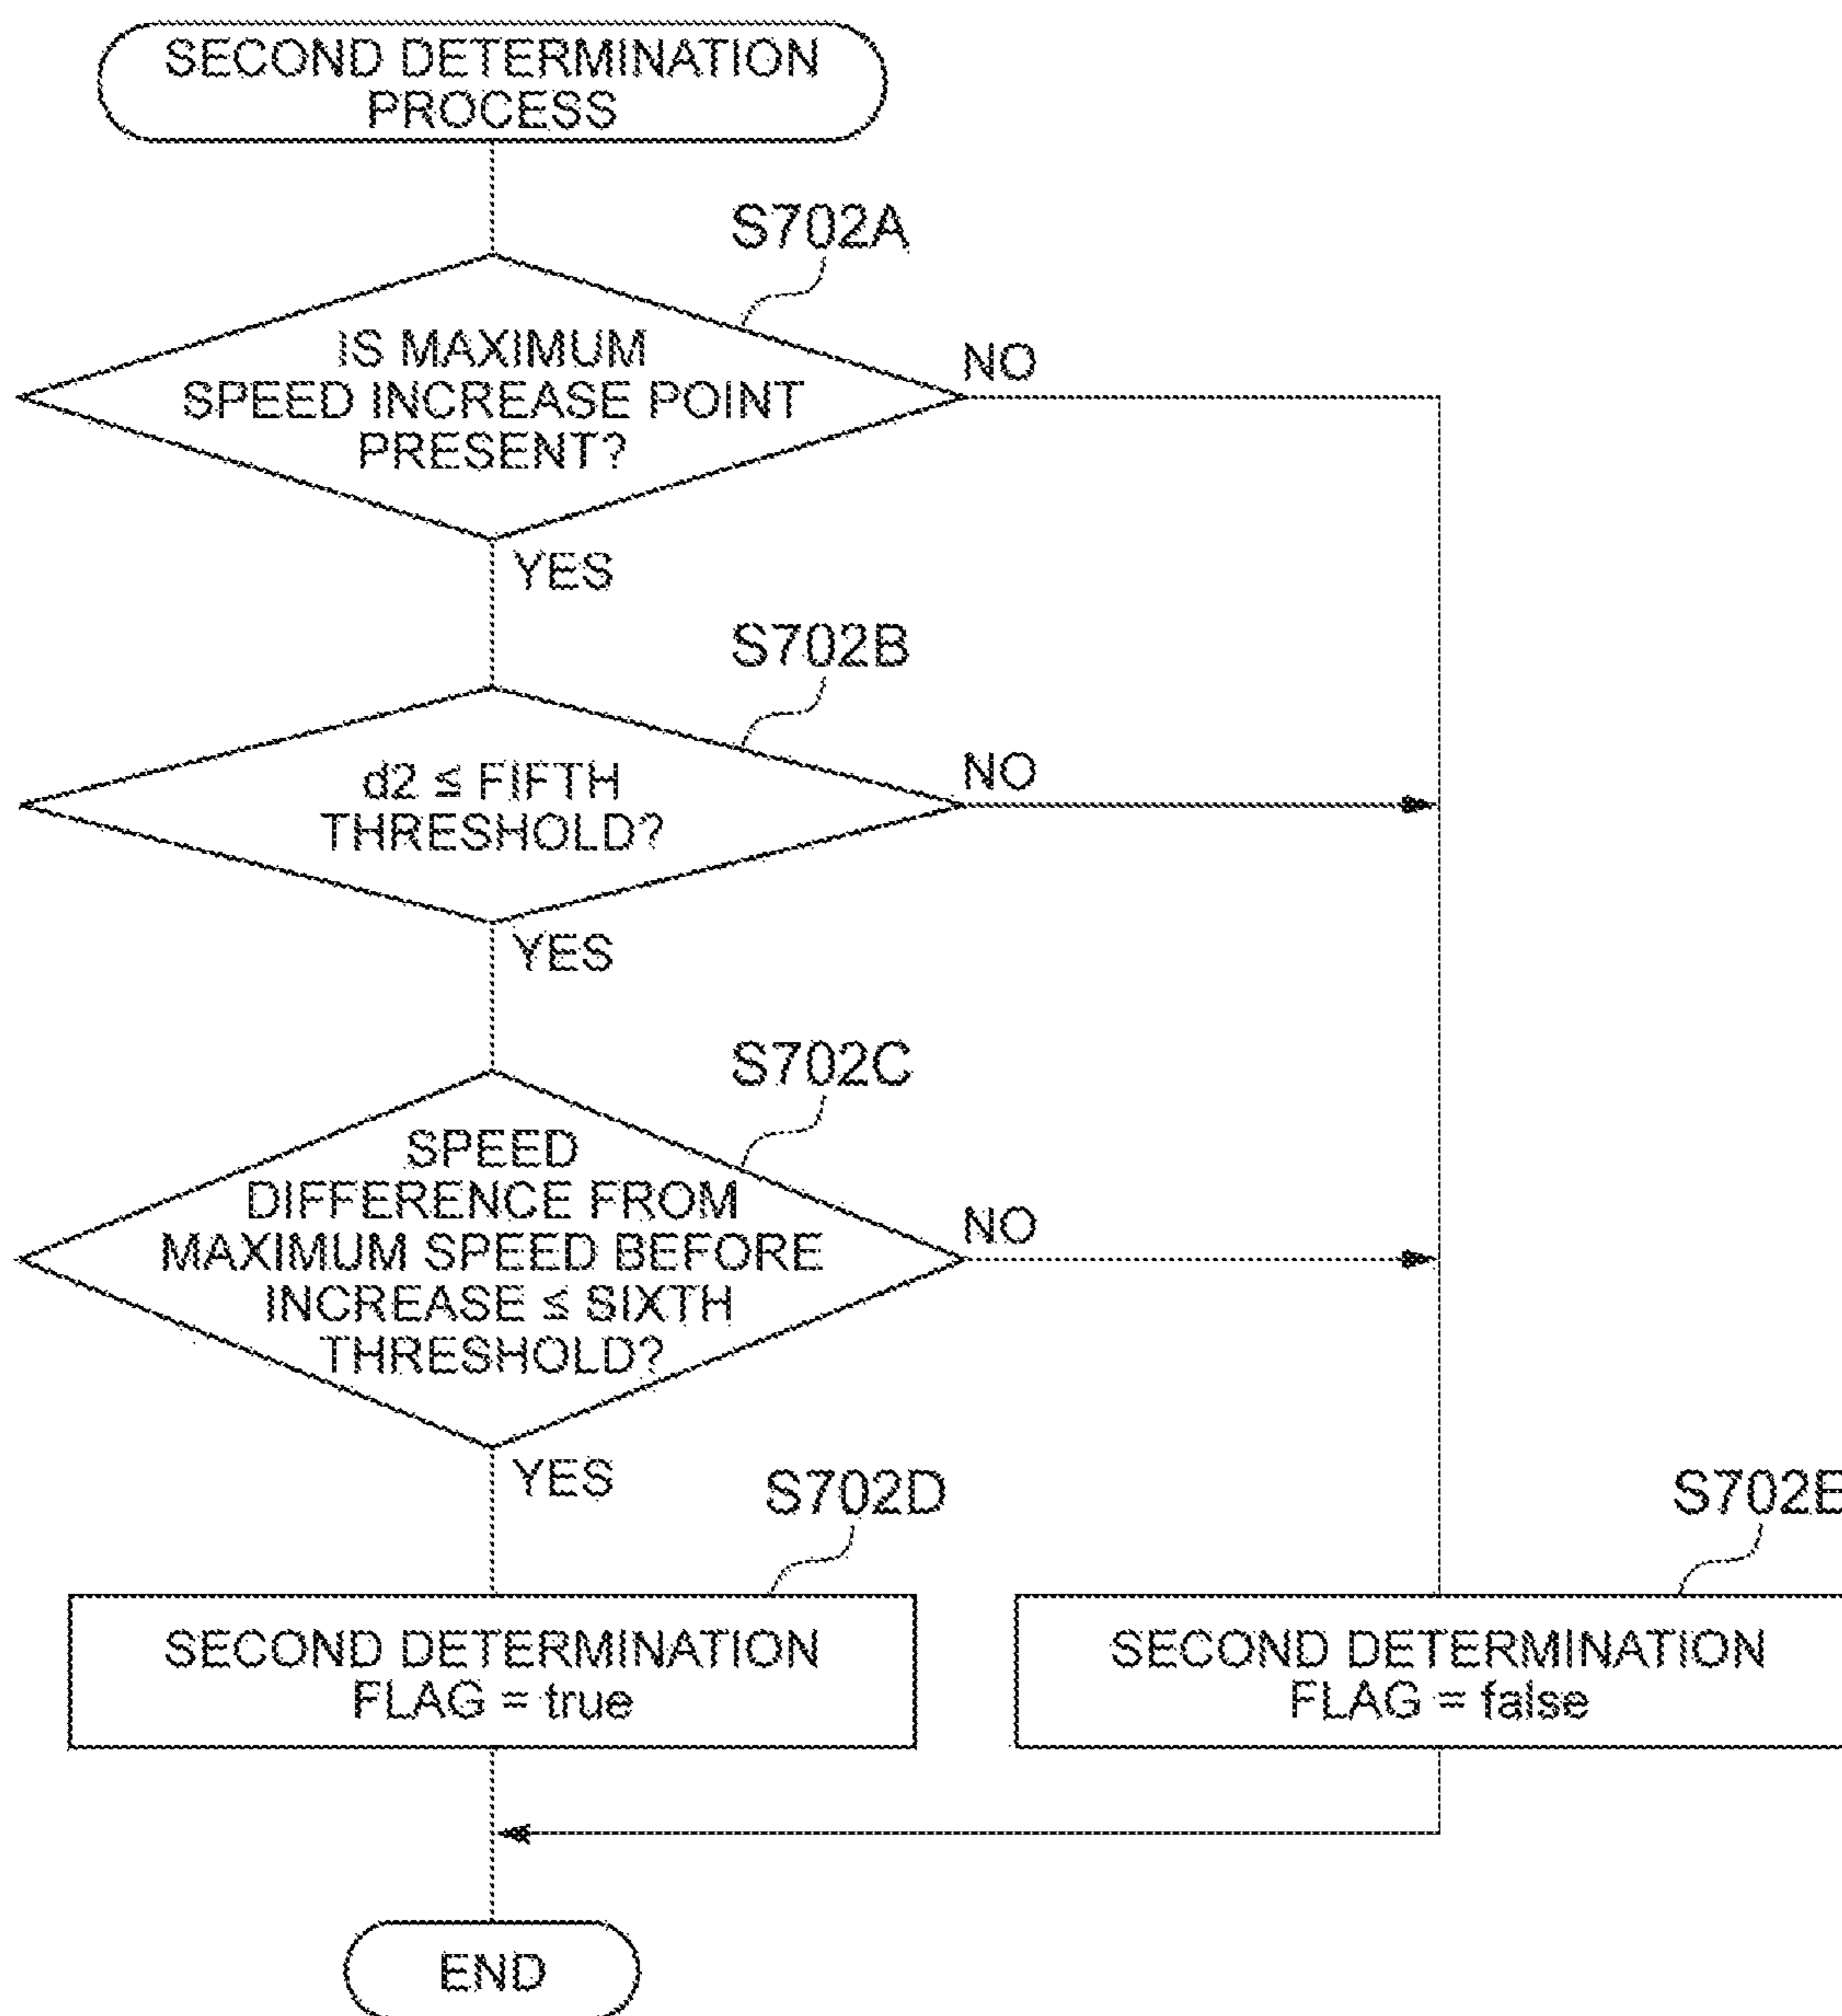 SECOND DETERMINATION
PROCESS
S702A
IS MAXIMUM
SPEED INCREASE POINT
PRESENT?
NO
YES
S702B
d2 ≤ FIFTH
THRESHOLD?
NO
YES
S702C
SPEED
DIFFERENCE FROM
MAXIMUM SPEED BEFORE
INCREASE ≤ SIXTH
THRESHOLD?
NO
YES
S702D
S702E
SECOND DETERMINATION
FLAG = true
SECOND DETERMINATION
FLAG = false
END